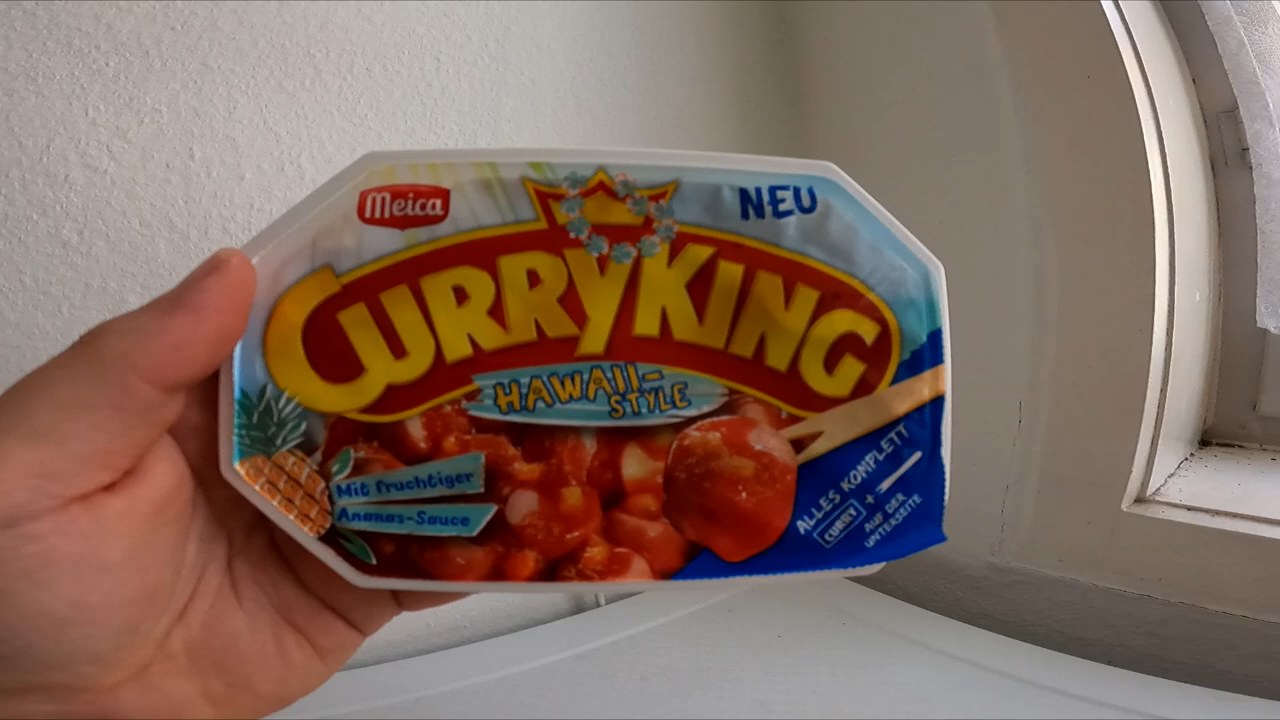 Meica
NEU
CURRYKING
HAWAII-
STYLE
Mit fruchtiger
Ananas-Sauce
ALLES KOMPLETT
CURRY +
AUF DER
UNTERSEITE